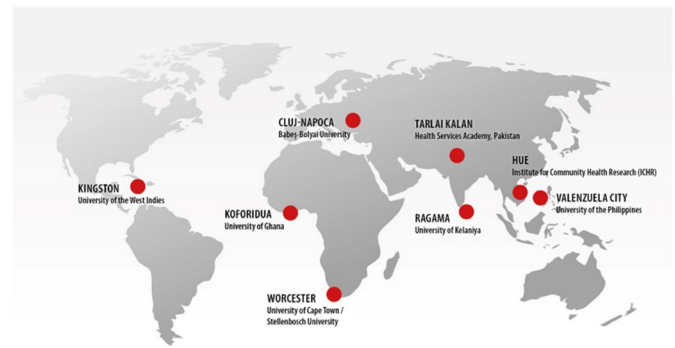 CLUJ-NAPOCA
Babeş-Bolyai University
TARLAI KALAN
Health Services Academy, Pakistan
HUE
Institute for Community Health Research (ICHR)
KINGSTON
University of the West Indies
VALENZUELA CITY
University of the Philippines
KOFORIDUA
University of Ghana
RAGAMA
University of Kelaniya
WORCESTER
University of Cape Town /
Stellenbosch University